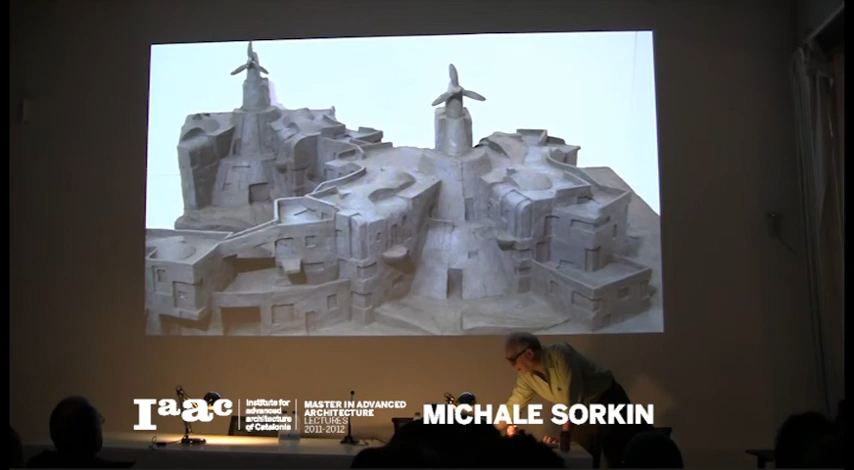 Iaac
Institute for
advanced
architecture
of Catalonia
MASTER IN ADVANCED
ARCHITECTURE
LECTURES
2011-2012
MICHALE SORKIN